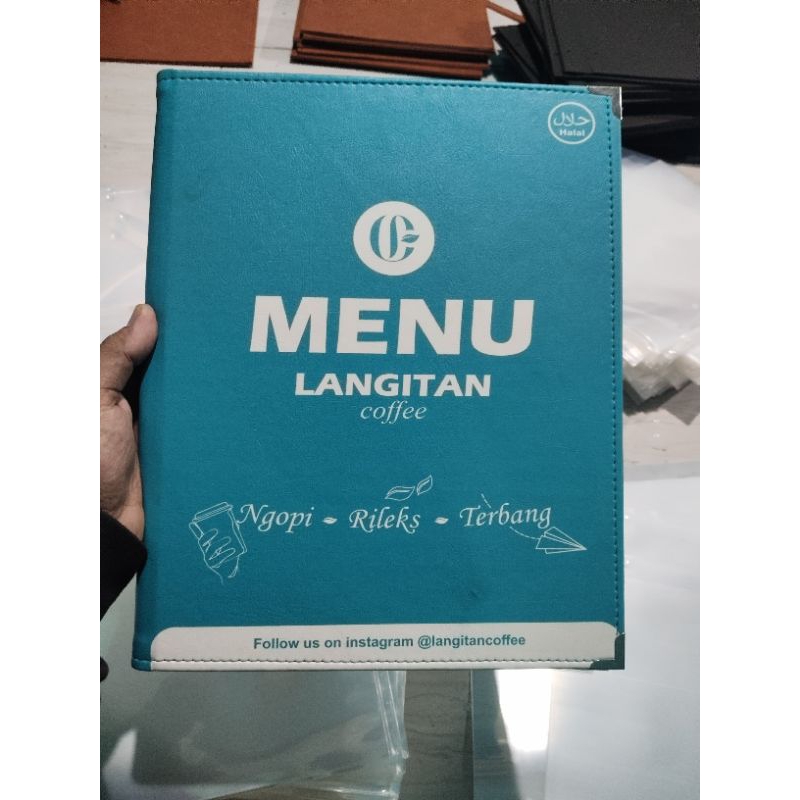 حلال
Halal
MENU
LANGITAN
coffee
Ngopi - Rileks - Terbang
Follow us on instagram @langitancoffee